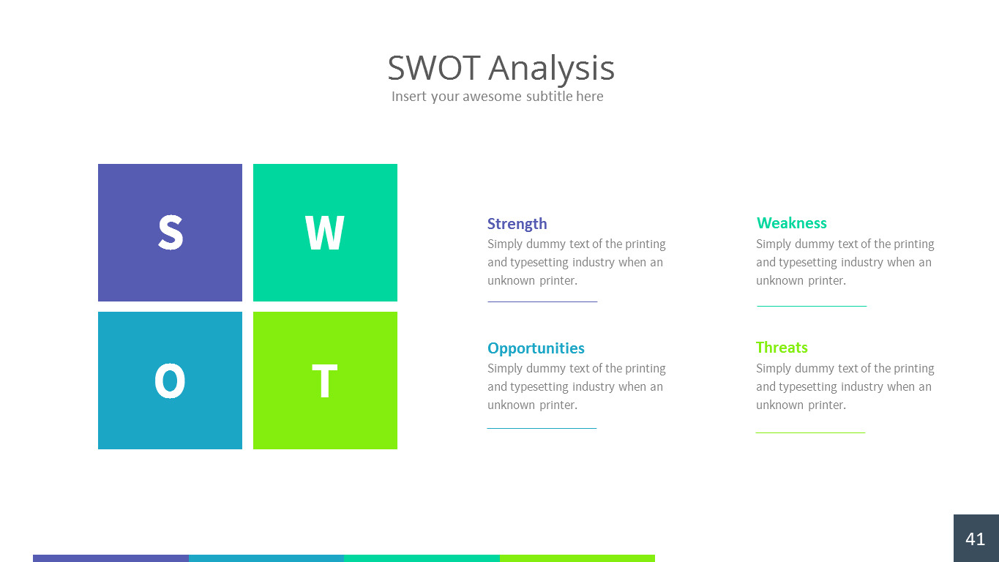 SWOT Analysis
Insert your awesome subtitle here
S
W
O
T
Strength
Simply dummy text of the printing
and typesetting industry when an
unknown printer.
Weakness
Simply dummy text of the printing
and typesetting industry when an
unknown printer.
Opportunities
Simply dummy text of the printing
and typesetting industry when an
unknown printer.
Threats
Simply dummy text of the printing
and typesetting industry when an
unknown printer.
41